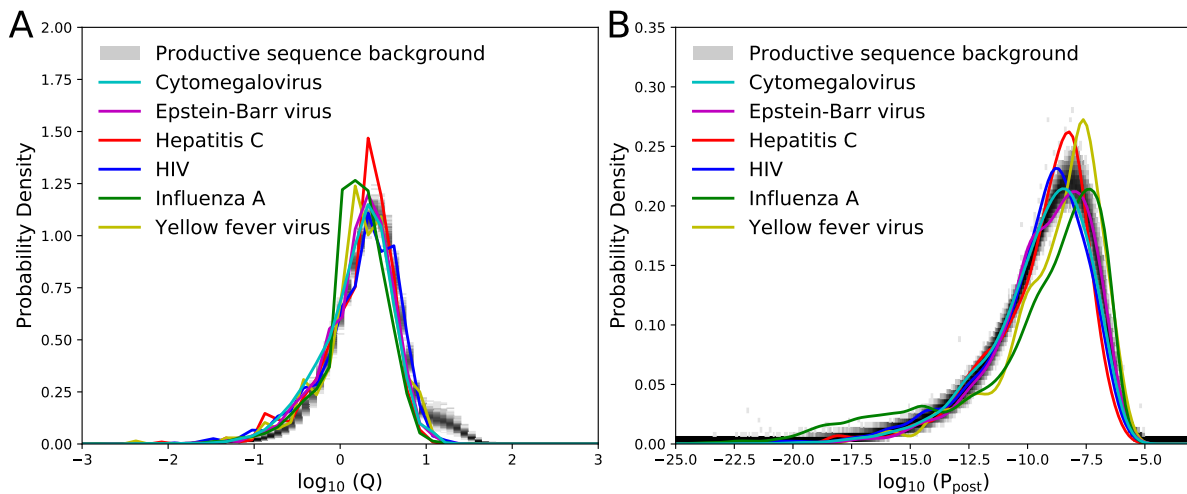 A
2.00
1.75
1.50
1.25
1.00
0.75
0.50
0.25
0.00
Probability Density
Productive sequence background
Cytomegalovirus
Epstein-Barr virus
Hepatitis C
HIV
Influenza A
Yellow fever virus
−3 −2 −1 0 1 2 3
log10 (Q)
B
0.35
0.30
0.25
0.20
0.15
0.10
0.05
0.00
Probability Density
Productive sequence background
Cytomegalovirus
Epstein-Barr virus
Hepatitis C
HIV
Influenza A
Yellow fever virus
−25.0 −22.5 −20.0 −17.5 −15.0 −12.5 −10.0 −7.5 −5.0
log10 (Ppost)